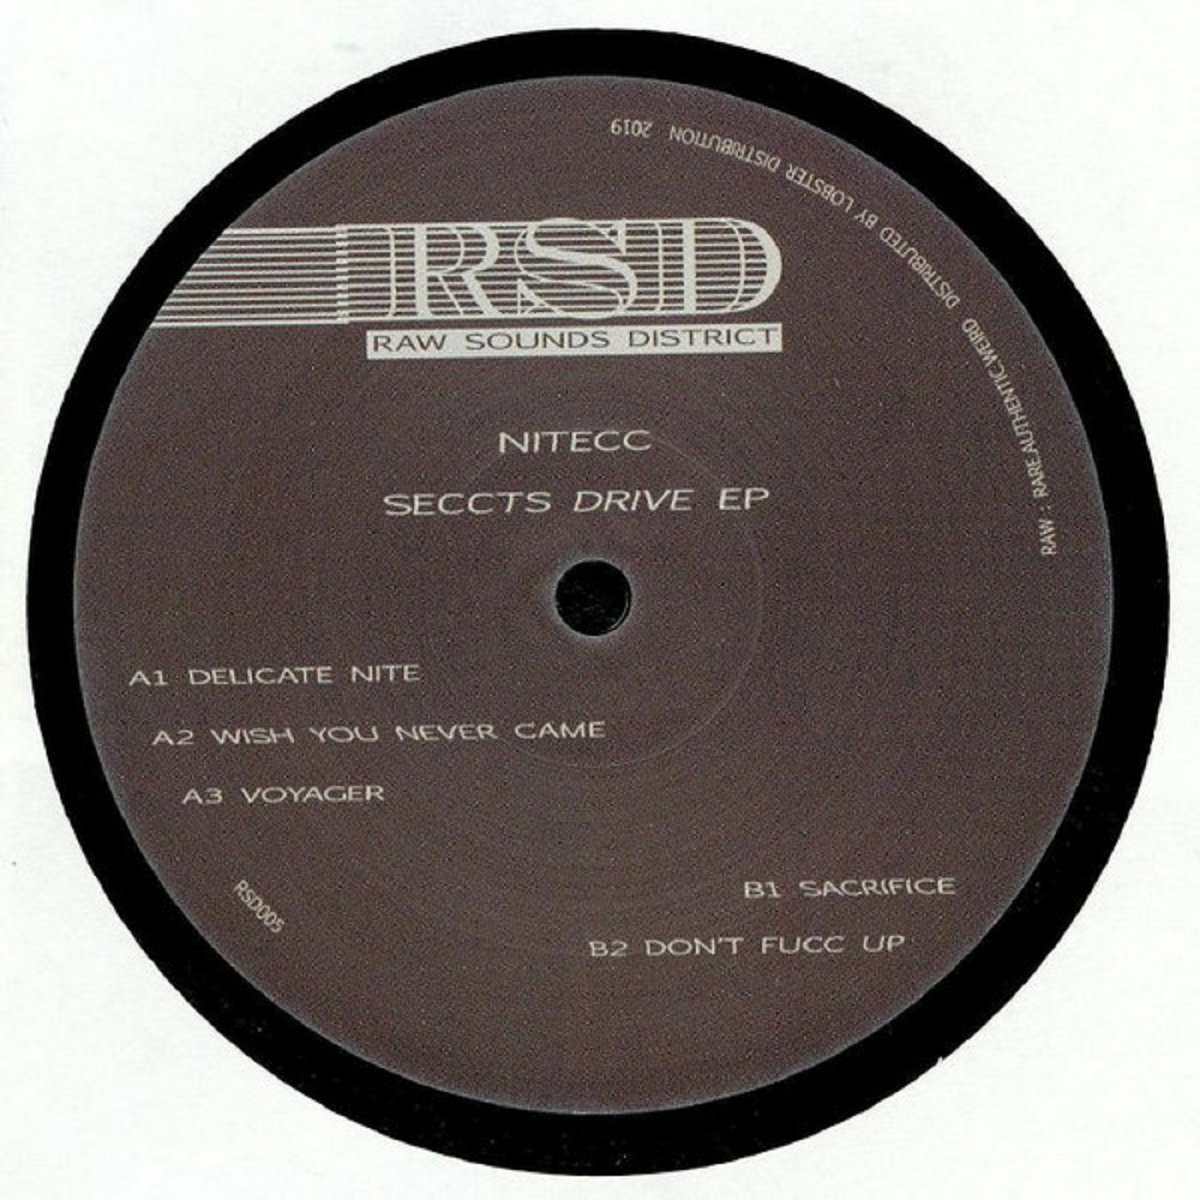 RSD
RAW SOUNDS DISTRICT
NITECC
SECCTS DRIVE EP
A1 DELICATE NITE
A2 WISH YOU NEVER CAME
A3 VOYAGER
B1 SACRIFICE
B2 DON'T FUCC UP
RSD005
RAW : RARE.AUTHENTIC.WEIRD DISTRIBUTED BY LOBSTER DISTRIBUTION 2019